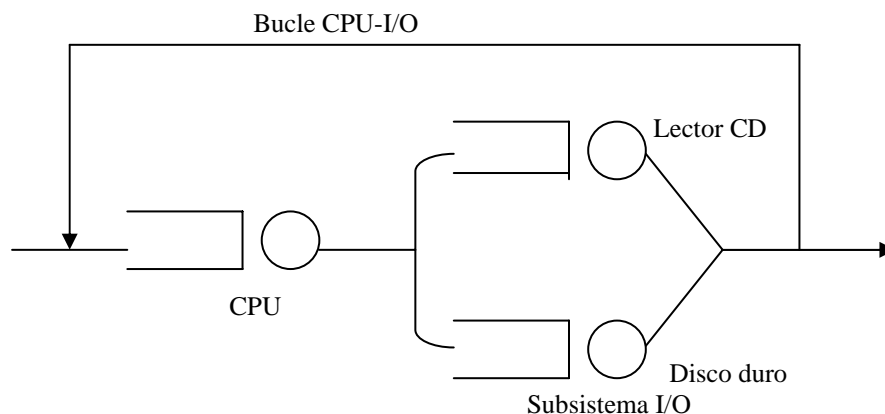 Bucle CPU-I/O
Lector CD
CPU
Disco duro
Subsistema I/O